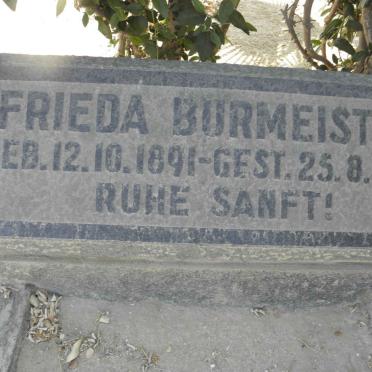 FRIEDA BURMEIST
EB. 12.10.1891-GEST. 25.8.
RUHE SANFT!